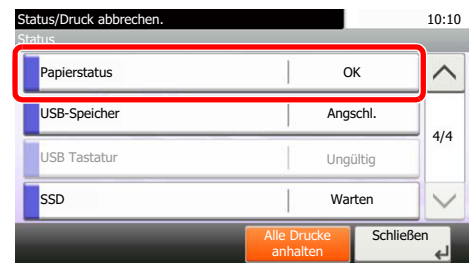 Status/Druck abbrechen. 10:10
Status
Papierstatus OK
USB-Speicher Angschl.
4/4
USB Tastatur Ungültig
SSD Warten
Alle Drucke anhalten Schließen